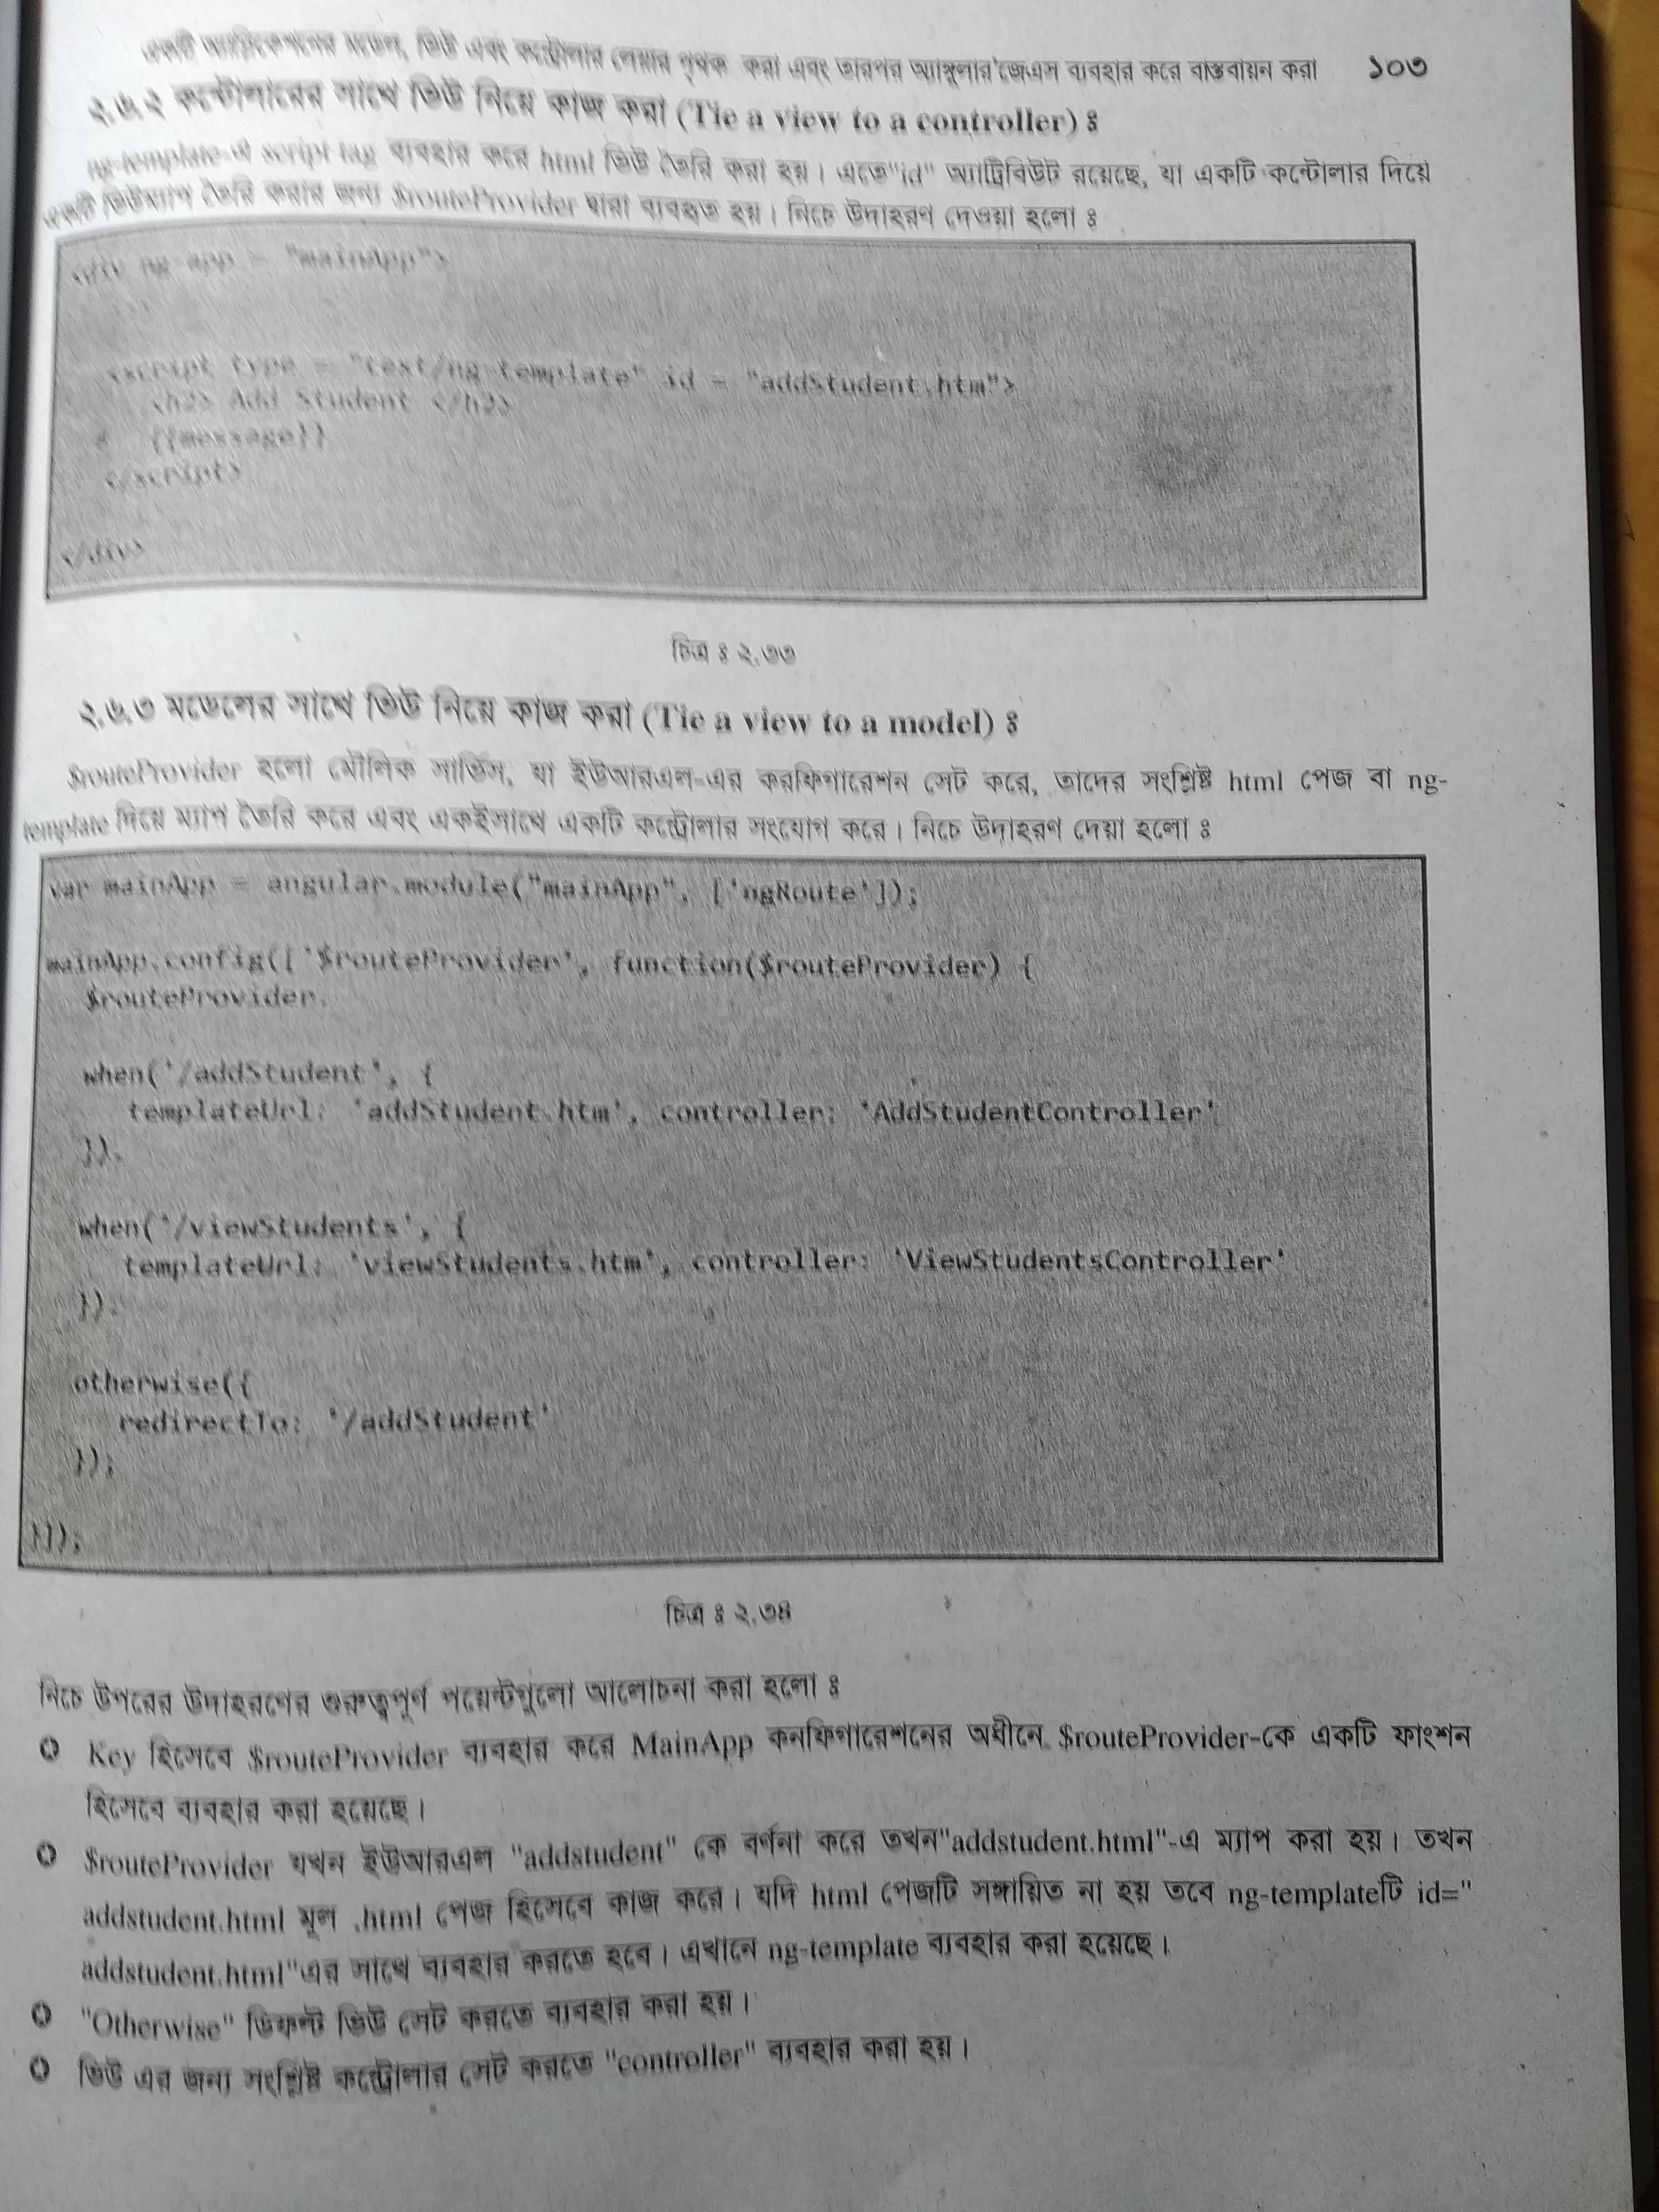 একটি অ্যাপ্লিকেশনের মডেল, ভিউ এবং কন্ট্রোলার লেয়ার পৃথক করা এবং তারপর অ্যাঙ্গুলার জেএস ব্যবহার করে বাস্তবায়ন করা ১০৩
২.৬.২ কন্টোলারের সাথে ভিউ নিয়ে কাজ করা (Tie a view to a controller) ঃ
ng-template-এ script tag ব্যবহার করে html ভিউ তৈরি করা হয়। এতে"id" অ্যাট্রিবিউট রয়েছে, যা একটি কন্টোলার দিয়ে
একটি ভিউম্যাপ তৈরি করার জন্য $routeProvider দ্বারা ব্যবহৃত হয়। নিচে উদাহরণ দেওয়া হলো ঃ
<div ng-app = "mainApp">
<script type = "text/ng-template" id = "addStudent.htm">
<h2> Add Student </h2>
{{message}}
</script>
</div>
চিত্র ঃ ২.৩৩
২.৬.৩ মডেলের সাথে ভিউ নিয়ে কাজ করা (Tie a view to a model) ঃ
$routeProvider হলো মৌলিক সার্ভিস, যা ইউআরএল-এর করফিগারেশন সেট করে, তাদের সংশ্লিষ্ট html পেজ বা ng-
template দিয়ে ম্যাপ তৈরি করে এবং একইসাথে একটি কন্ট্রোলার সংযোগ করে। নিচে উদাহরণ দেয়া হলো ঃ
var mainApp = angular.module("mainApp", ['ngRoute']);
mainApp.config(['$routeProvider', function($routeProvider) {
$routeProvider.
when('/addStudent', {
templateUrl: 'addStudent.htm', controller: 'AddStudentController'
}).
when('/viewStudents', {
templateUrl: 'viewStudents.htm', controller: 'ViewStudentsController'
}).
otherwise({
redirectTo: '/addStudent'
});
}]);
চিত্র ঃ ২.৩৪
নিচে উপরের উদাহরণের গুরুত্বপূর্ণ পয়েন্টগুলো আলোচনা করা হলো ঃ
✪ Key হিসেবে $routeProvider ব্যবহার করে MainApp কনফিগারেশনের অধীনে $routeProvider-কে একটি ফাংশন
হিসেবে ব্যবহার করা হয়েছে।
✪ $routeProvider যখন ইউআরএল "addstudent" কে বর্ণনা করে তখন"addstudent.html"-এ ম্যাপ করা হয়। তখন
addstudent.html মূল .html পেজ হিসেবে কাজ করে। যদি html পেজটি সঙ্গায়িত না হয় তবে ng-templateটি id="
addstudent.html"এর সাথে ব্যবহার করতে হবে। এখানে ng-template ব্যবহার করা হয়েছে।
✪ "Otherwise" ডিফল্ট ভিউ সেট করতে ব্যবহার করা হয়।
✪ ভিউ এর জন্য সংশ্লিষ্ট কন্ট্রোলার সেট করতে "controller" ব্যবহার করা হয়।